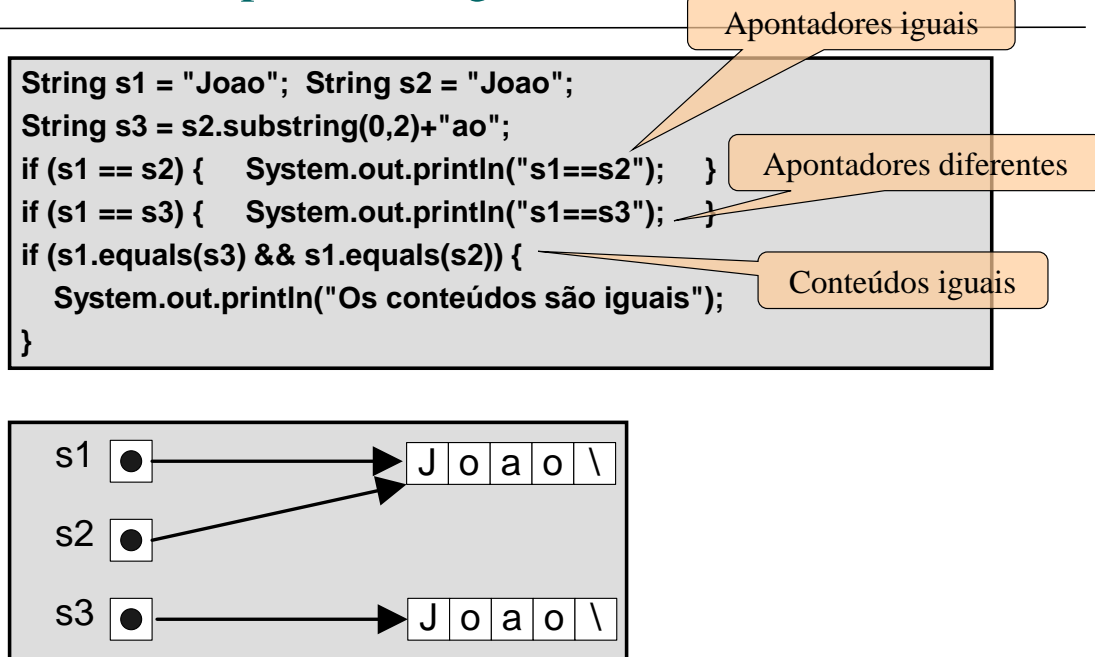 Apontadores iguais
String s1 = "Joao"; String s2 = "Joao";
String s3 = s2.substring(0,2)+"ao";
if (s1 == s2) { System.out.println("s1==s2"); }
Apontadores diferentes
if (s1 == s3) { System.out.println("s1==s3"); }
if (s1.equals(s3) && s1.equals(s2)) {
Conteúdos iguais
System.out.println("Os conteúdos são iguais");
}
s1 J o a o \
s2
s3 J o a o \